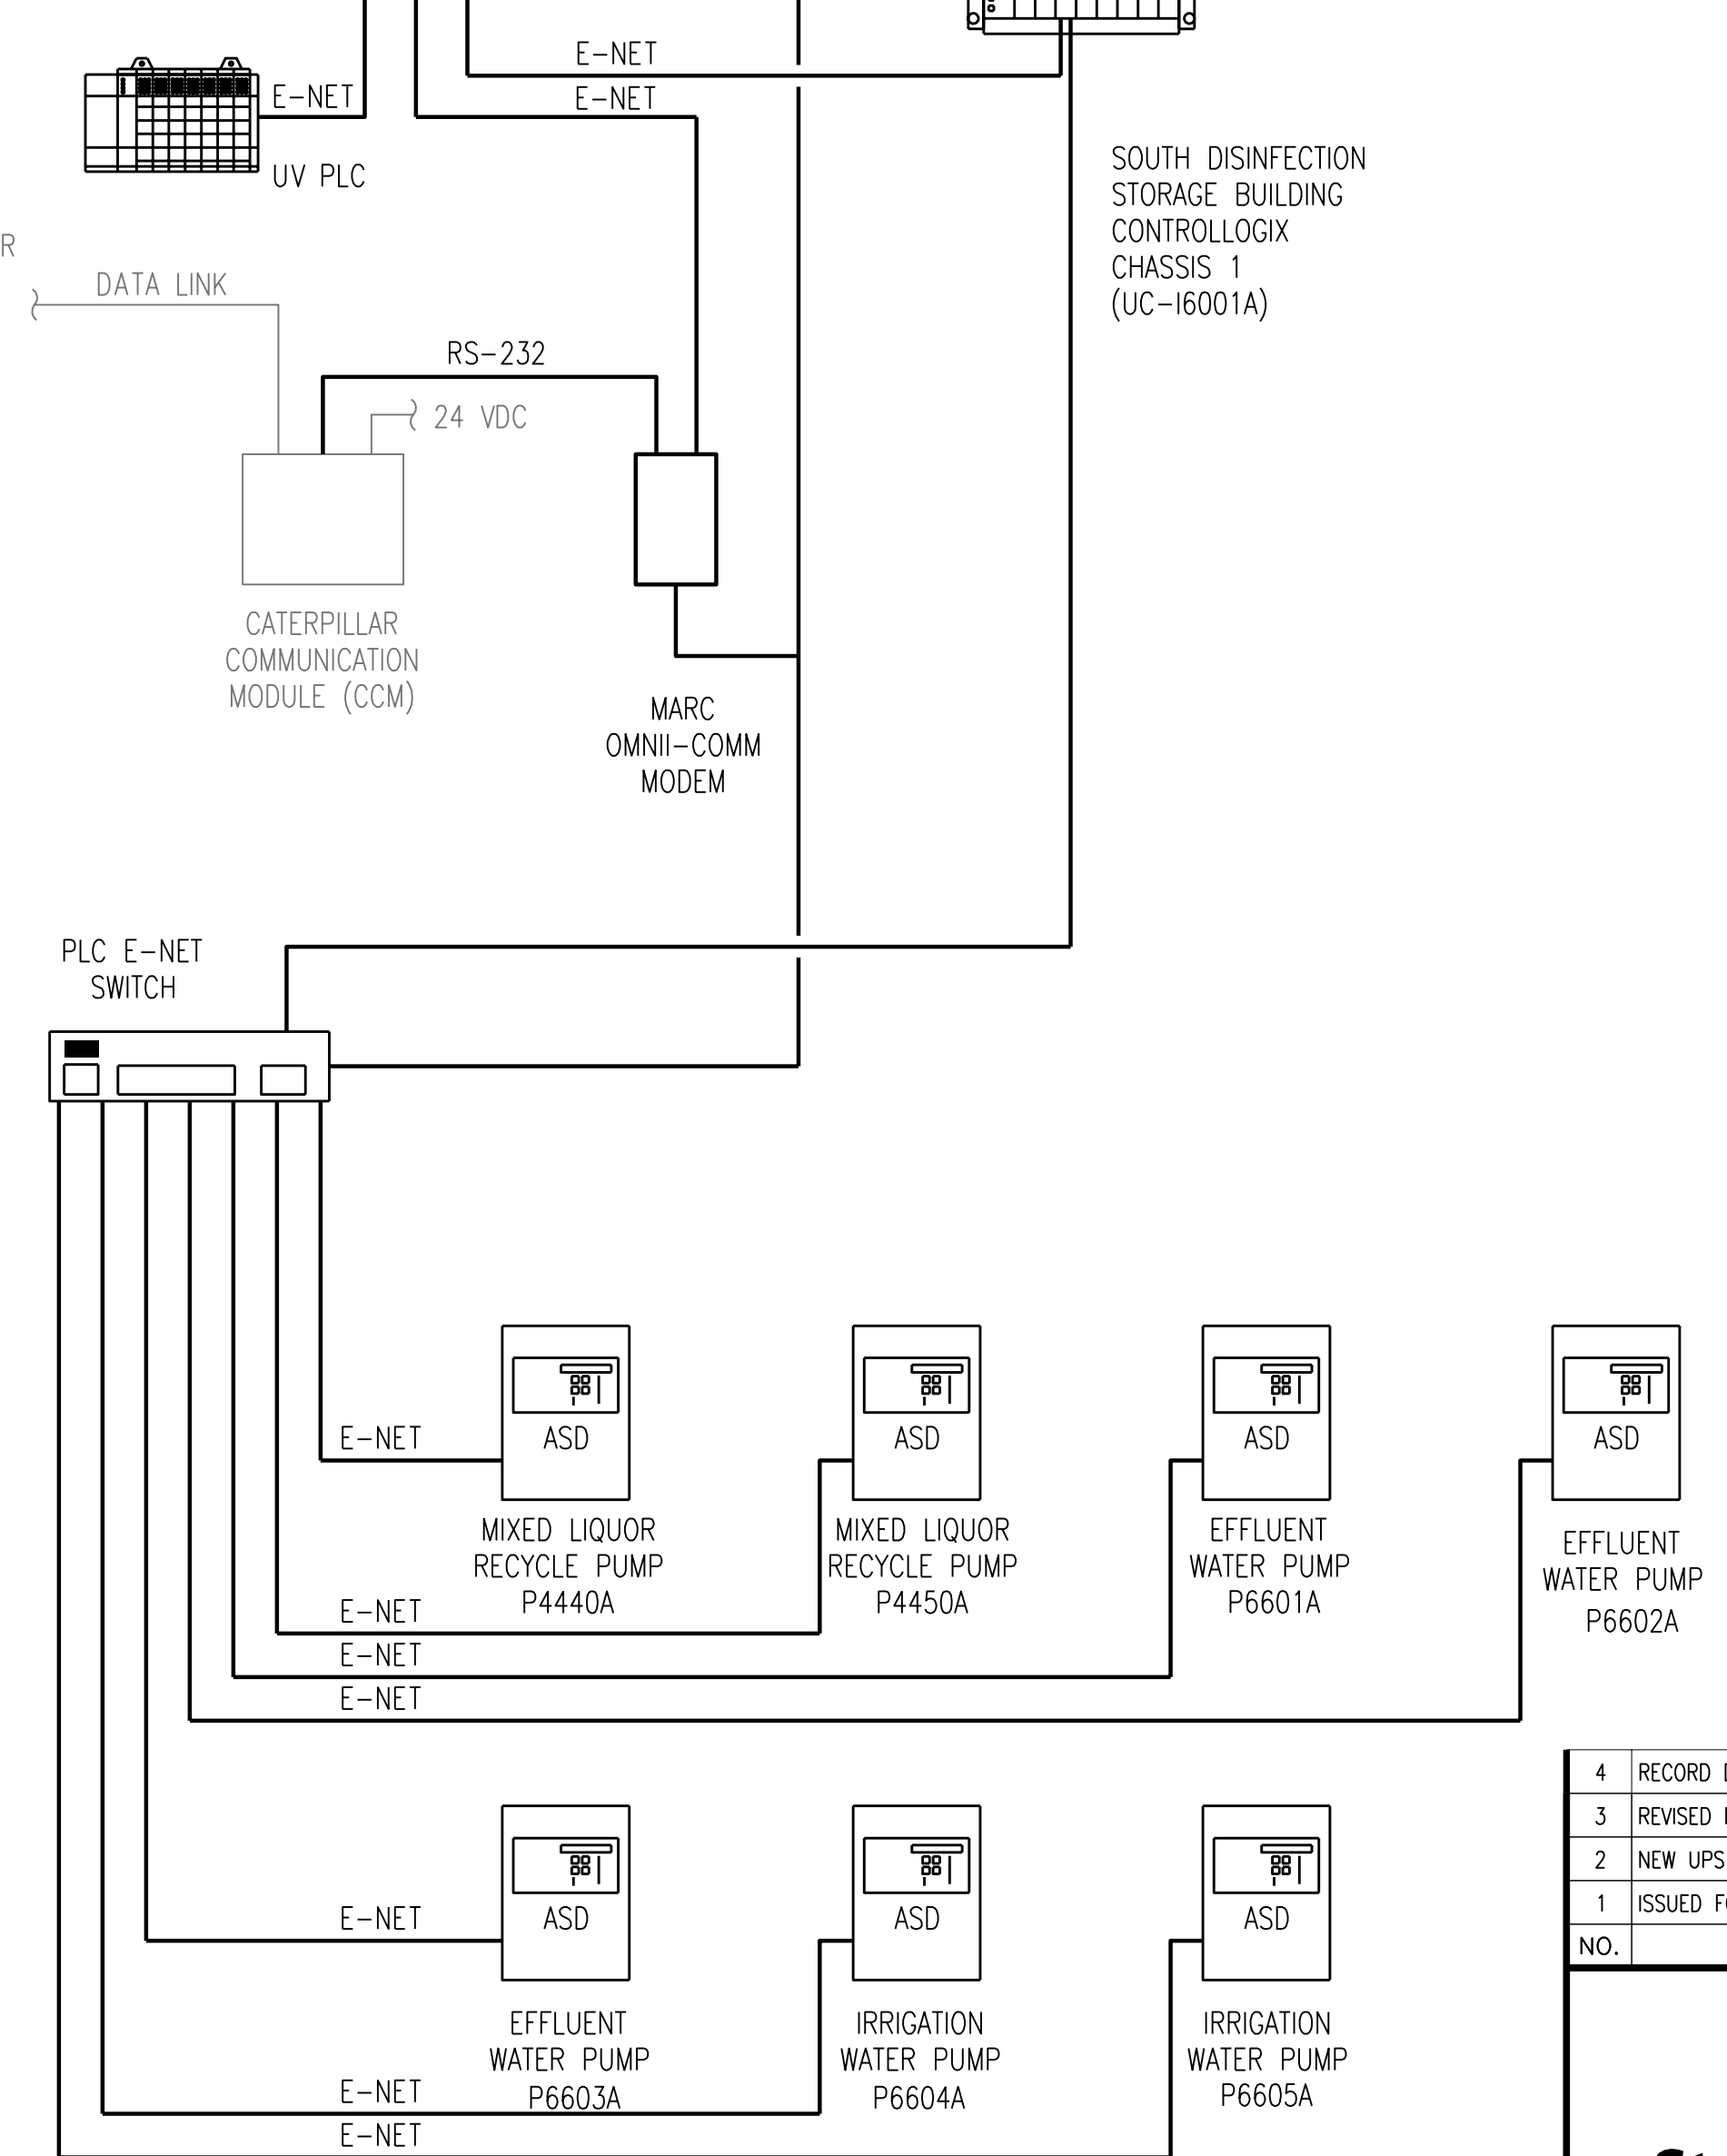 E-NET
E-NET
E-NET
UV PLC
SOUTH DISINFECTION
STORAGE BUILDING
CONTROLLOGIX
CHASSIS 1
(UC-I6001A)
R
DATA LINK
RS-232
24 VDC
CATERPILLAR
COMMUNICATION
MODULE (CCM)
MARC
OMNII-COMM
MODEM
PLC E-NET
SWITCH
E-NET
ASD
ASD
ASD
ASD
MIXED LIQUOR
RECYCLE PUMP
P4440A
MIXED LIQUOR
RECYCLE PUMP
P4450A
EFFLUENT
WATER PUMP
P6601A
EFFLUENT
WATER PUMP
P6602A
E-NET
E-NET
E-NET
4 RECORD
3 REVISED
2 NEW UPS
1 ISSUED
NO.
E-NET
ASD
ASD
ASD
EFFLUENT
WATER PUMP
P6603A
IRRIGATION
WATER PUMP
P6604A
IRRIGATION
WATER PUMP
P6605A
E-NET
E-NET